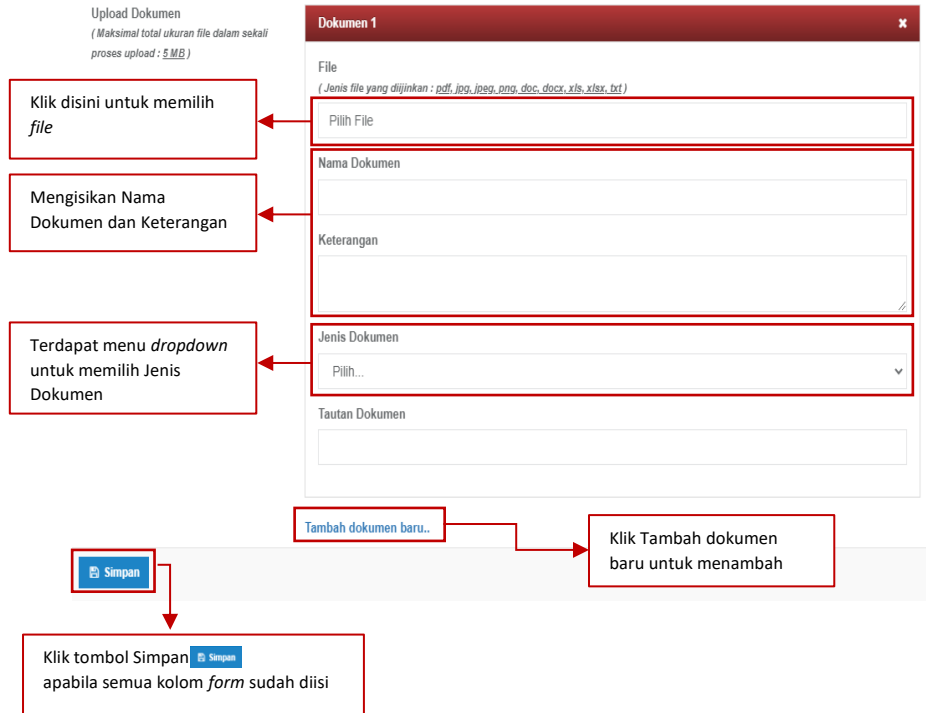 Upload Dokumen
( Maksimal total ukuran file dalam sekali
proses upload : 5 MB )
Dokumen 1
File
( Jenis file yang diijinkan : pdf, jpg, jpeg, png, doc, docx, xls, xlsx, txt )
Klik disini untuk memilih
file
Pilih File
Nama Dokumen
Mengisikan Nama
Dokumen dan Keterangan
Keterangan
Jenis Dokumen
Terdapat menu dropdown
untuk memilih Jenis
Dokumen
Pilih...
Tautan Dokumen
Tambah dokumen baru..
Klik Tambah dokumen
baru untuk menambah
Simpan
Klik tombol Simpan Simpan
apabila semua kolom form sudah diisi